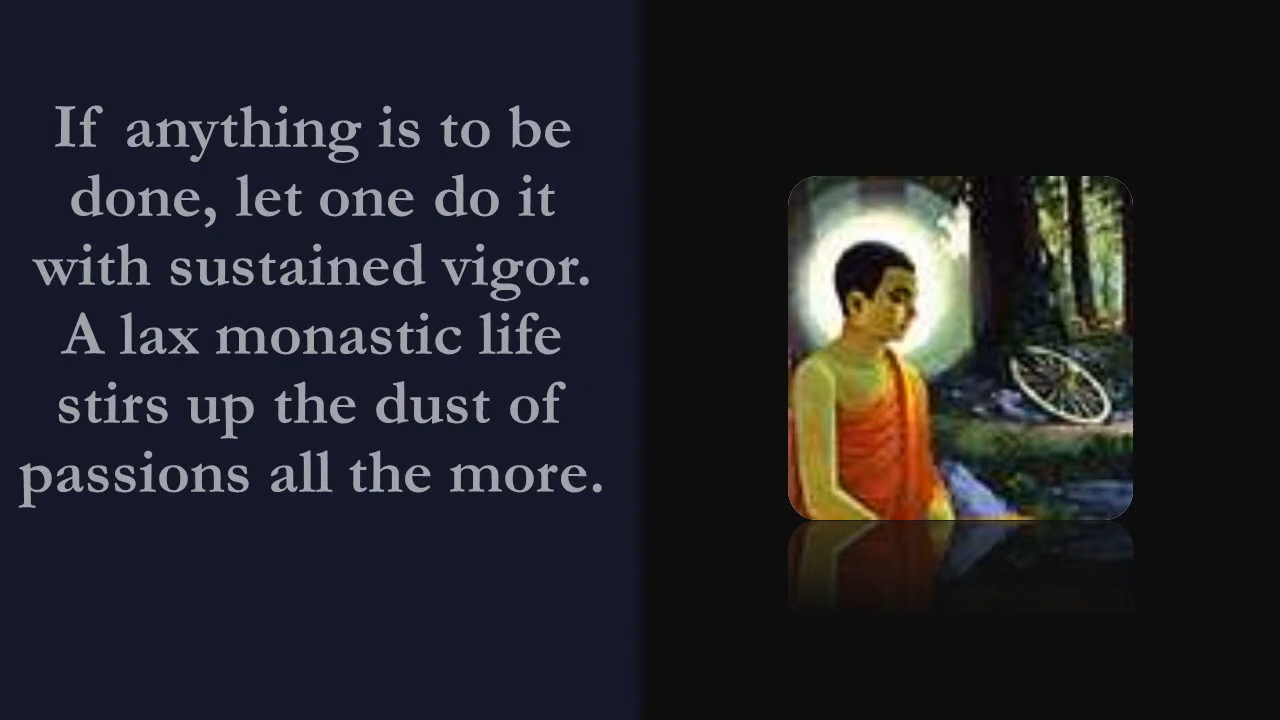 If anything is to be
done, let one do it
with sustained vigor.
A lax monastic life
stirs up the dust of
passions all the more.